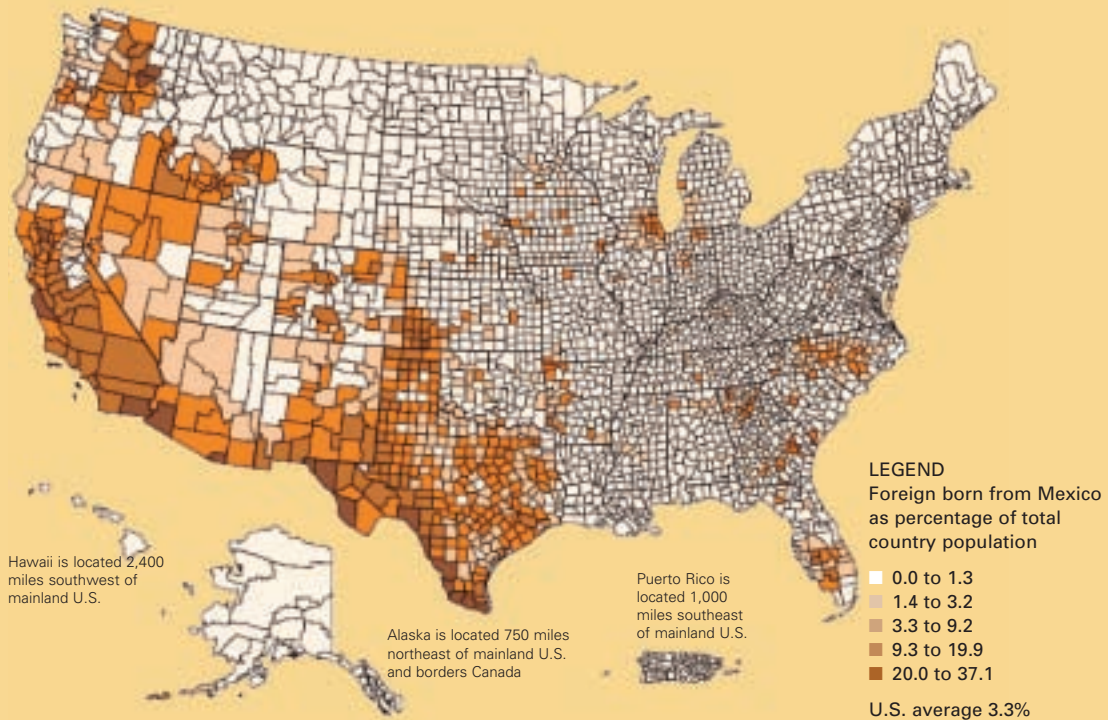 Hawaii is located 2,400
miles southwest of
mainland U.S.
Alaska is located 750 miles
northeast of mainland U.S.
and borders Canada
Puerto Rico is
located 1,000
miles southeast
of mainland U.S.
LEGEND
Foreign born from Mexico
as percentage of total
country population
0.0 to 1.3
1.4 to 3.2
3.3 to 9.2
9.3 to 19.9
20.0 to 37.1
U.S. average 3.3%